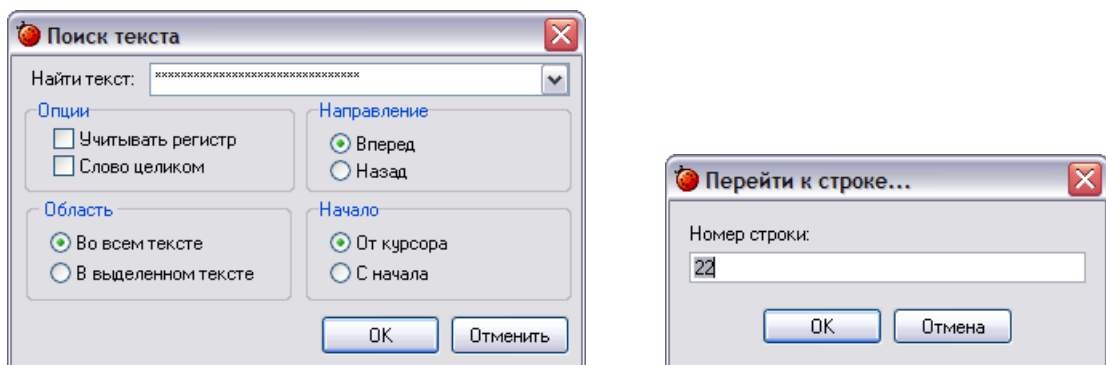 Поиск текста
Найти текст: ********************************
Опции
Учитывать регистр
Слово целиком
Направление
Вперед
Назад
Область
Во всем тексте
В выделенном тексте
Начало
От курсора
С начала
OK Отменить
Перейти к строке...
Номер строки:
22
OK Отмена